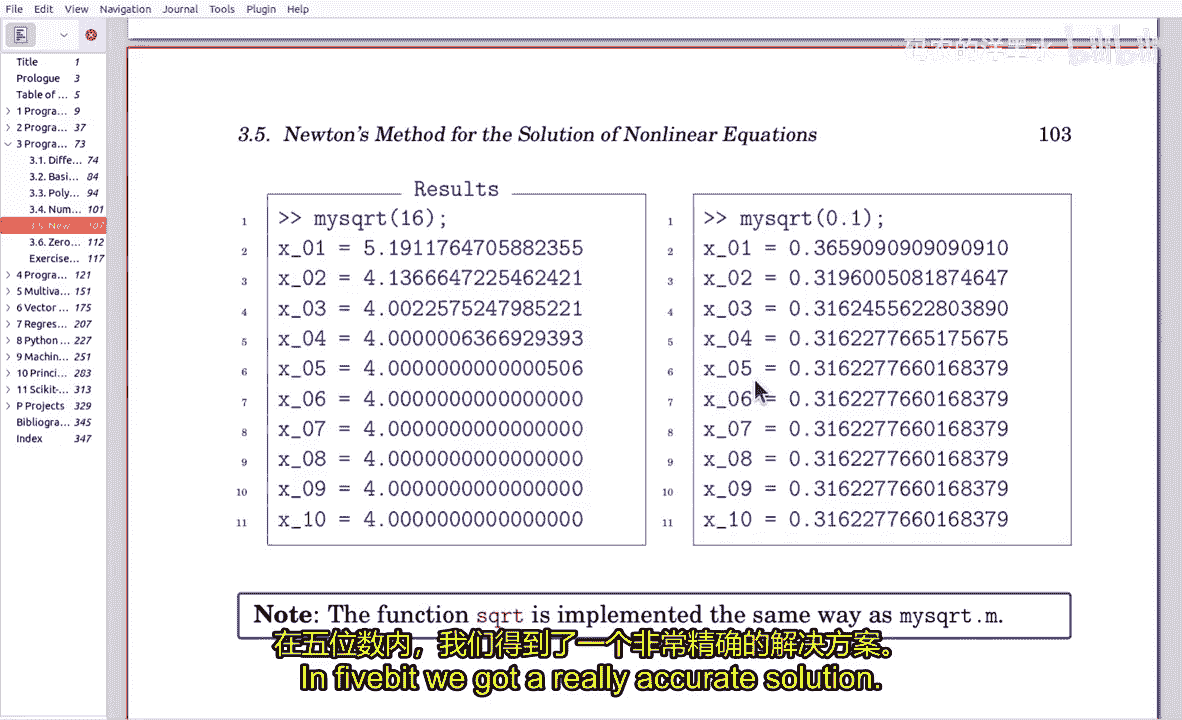 File Edit View Navigation Journal Tools Plugin Help
Title 1
Prologue 3
Table of ... 5
1 Progra... 9
2 Progra... 37
3 Progra... 73
3.1. Diffe... 74
3.2. Basi... 84
3.3. Poly... 94
3.4. Num... 101
3.5. New... 107
3.6. Zero... 112
Exercise... 117
4 Progra... 121
5 Multiva... 151
6 Vector ... 175
7 Regres... 207
8 Python ... 227
9 Machin... 251
10 Princi... 283
11 Scikit-... 313
P Projects 329
Bibliogra... 345
Index 347
3.5. Newton's Method for the Solution of Nonlinear Equations 103
Results
1 >> mysqrt(16);
2 x_01 = 5.1911764705882355
3 x_02 = 4.1366647225462421
4 x_03 = 4.0022575247985221
5 x_04 = 4.0000006366929393
6 x_05 = 4.0000000000000506
7 x_06 = 4.0000000000000000
8 x_07 = 4.0000000000000000
9 x_08 = 4.0000000000000000
10 x_09 = 4.0000000000000000
11 x_10 = 4.0000000000000000
1 >> mysqrt(0.1);
2 x_01 = 0.3659090909090910
3 x_02 = 0.3196005081874647
4 x_03 = 0.3162455622803890
5 x_04 = 0.3162277665175675
6 x_05 = 0.3162277660168379
7 x_06 = 0.3162277660168379
8 x_07 = 0.3162277660168379
9 x_08 = 0.3162277660168379
10 x_09 = 0.3162277660168379
11 x_10 = 0.3162277660168379
Note: The function sqrt is implemented the same way as mysqrt.m.
在五位数内，我们得到了一个非常精确的解决方案。
In fivebit we got a really accurate solution.